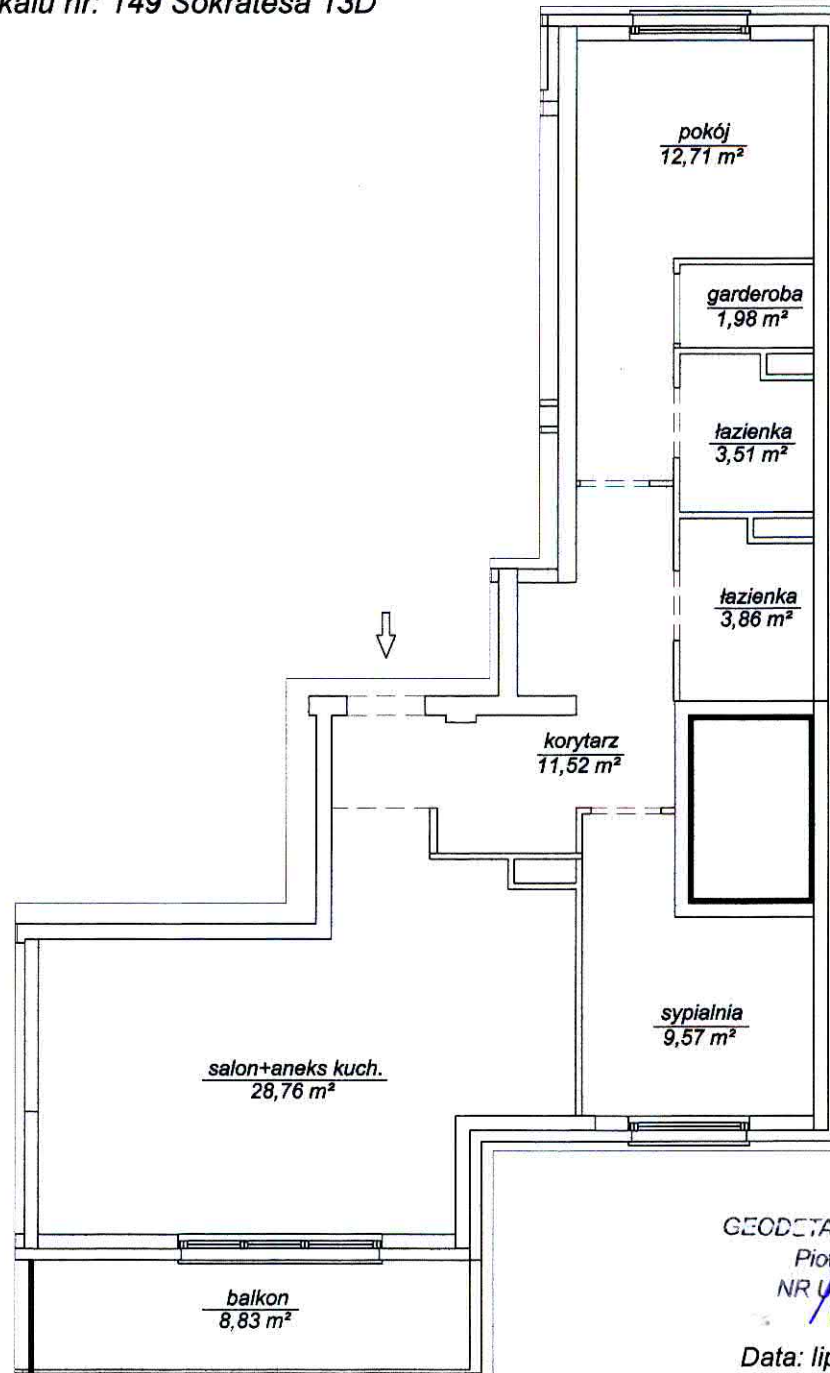 nr: 149 Sokratesa 13D
pokój
12,71 m²
garderoba
1,98 m²
łazienka
3,51 m²
łazienka
3,86 m²
korytarz
11,52 m²
sypialnia
9,57 m²
salon+aneks kuch.
28,76 m²
balkon
8,83 m²
GEODETA
NR
Data: